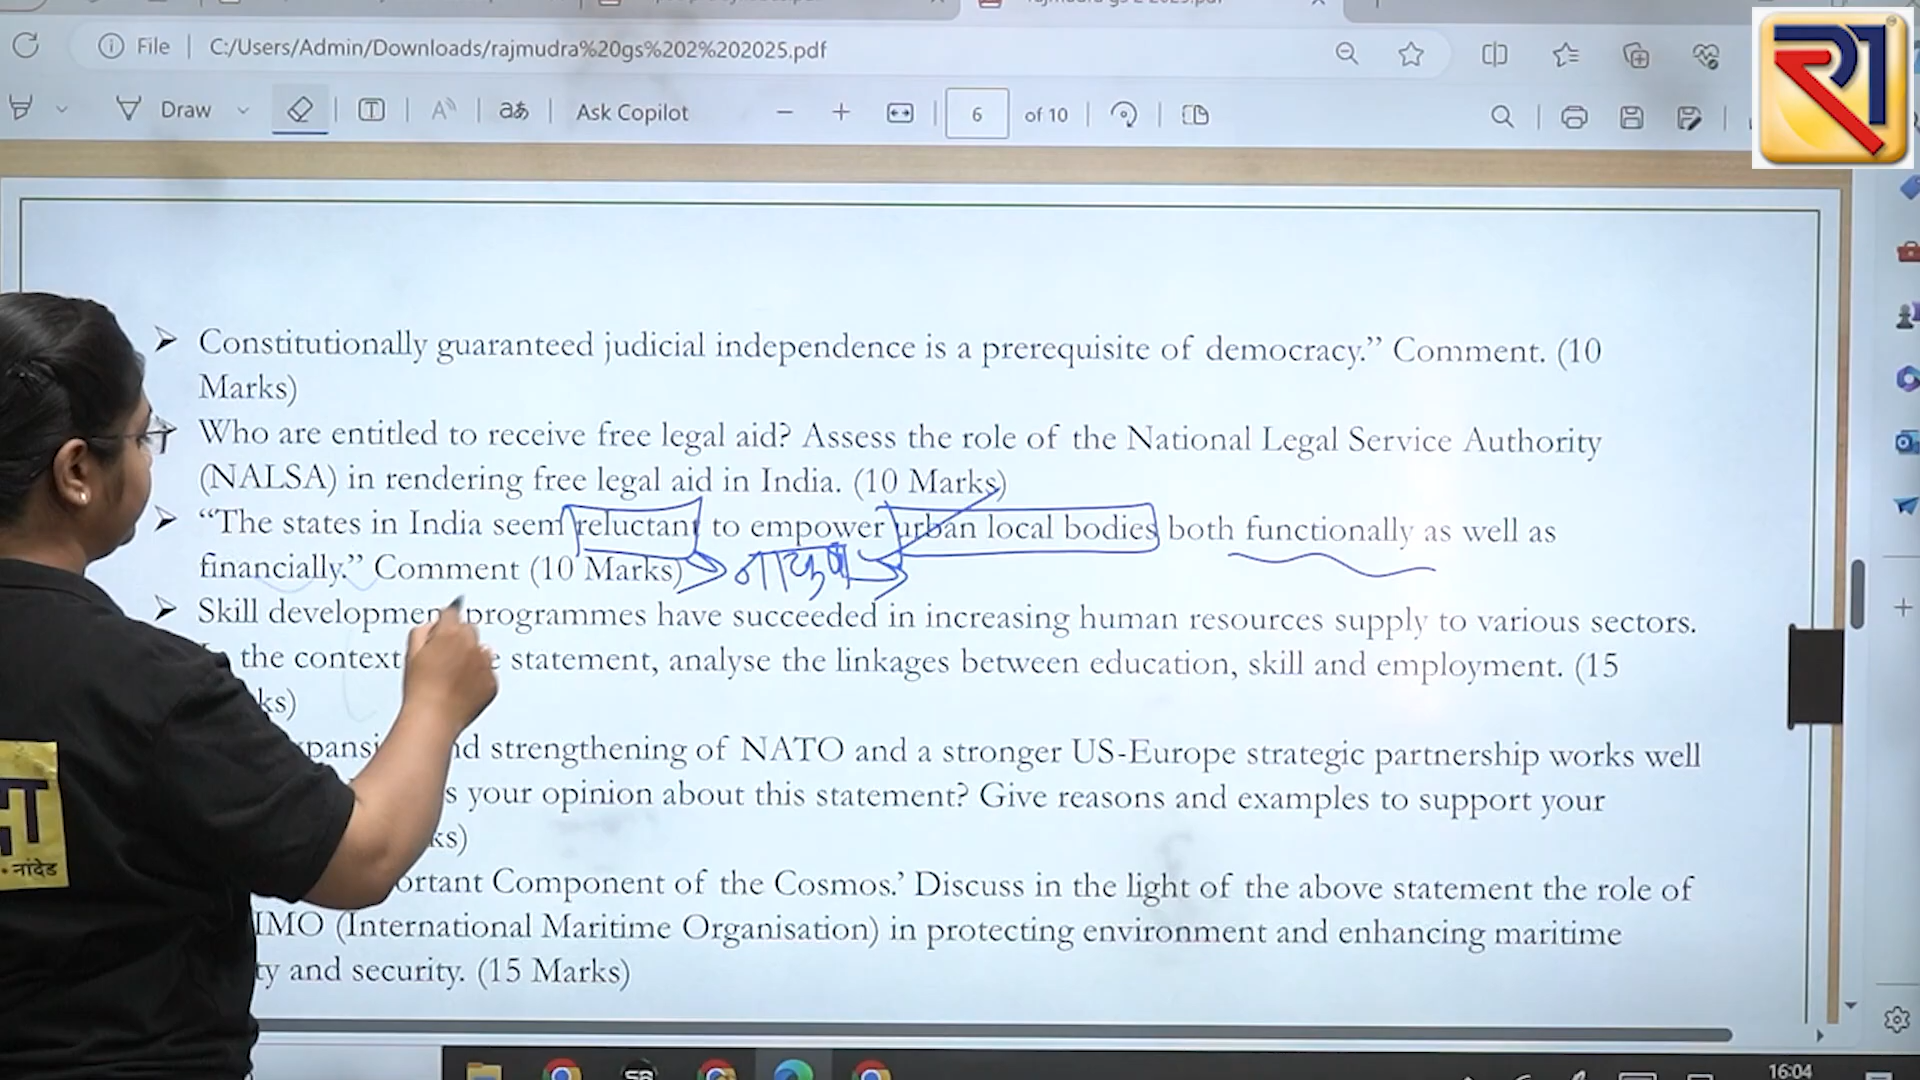 File
C:/Users/Admin/Downloads/rajmudra%20gs%202%202025.pdf
Draw
aあ
Ask Copilot
6 of 10
Constitutionally guaranteed judicial independence is a prerequisite of democracy.” Comment. (10
Marks)
Who are entitled to receive free legal aid? Assess the role of the National Legal Service Authority
(NALSA) in rendering free legal aid in India. (10 Marks)
“The states in India seem reluctant to empower urban local bodies both functionally as well as
financially.” Comment (10 Marks)
Skill development programmes have succeeded in increasing human resources supply to various sectors.
the context statement, analyse the linkages between education, skill and employment. (15
strengthening of NATO and a stronger US-Europe strategic partnership works well
your opinion about this statement? Give reasons and examples to support your
Component of the Cosmos.’ Discuss in the light of the above statement the role of
IMO (International Maritime Organisation) in protecting environment and enhancing maritime
and security. (15 Marks)
नांदेड
16:04